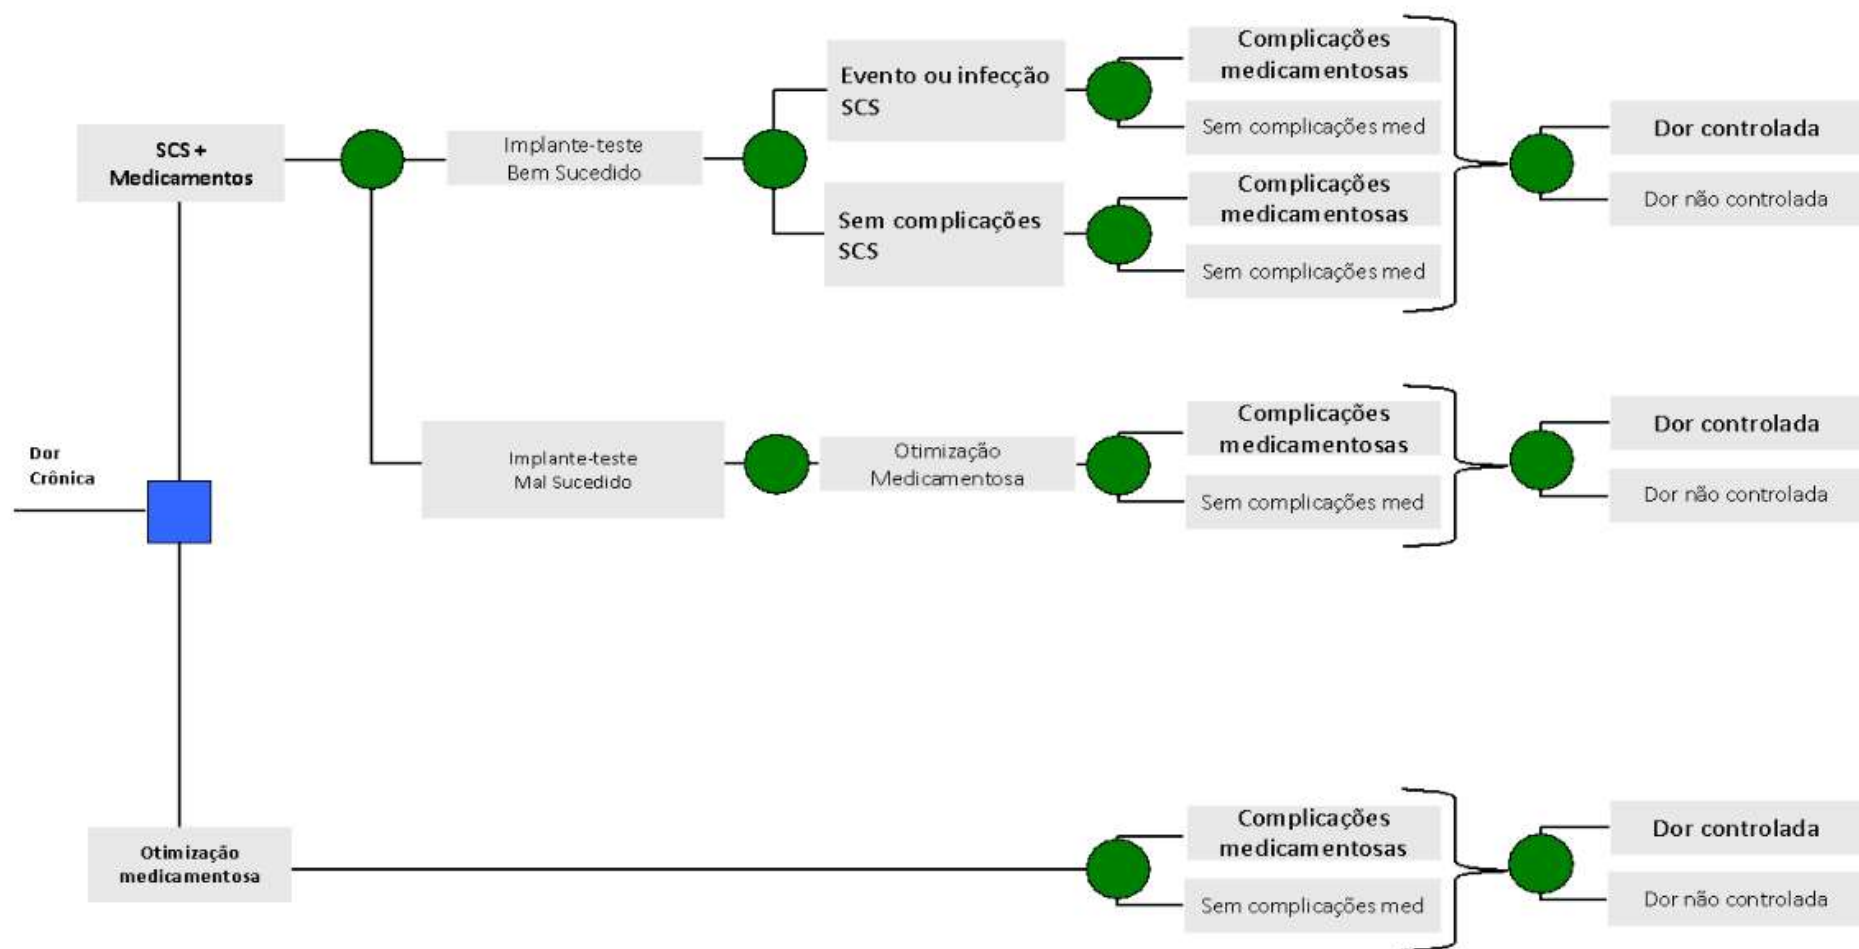 Complicações
medicamentosas
Evento ou infecção
SCS
Sem complicações med
Dor controlada
SCS +
Medicamentos
Implante-teste
Bem Sucedido
Complicações
medicamentosas
Dor não controlada
Sem complicações
SCS
Sem complicações med
Complicações
medicamentosas
Dor controlada
Dor
Crônica
Implante-teste
Mal Sucedido
Otimização
Medicamentosa
Sem complicações med
Dor não controlada
Complicações
medicamentosas
Dor controlada
Otimização
medicamentosa
Sem complicações med
Dor não controlada